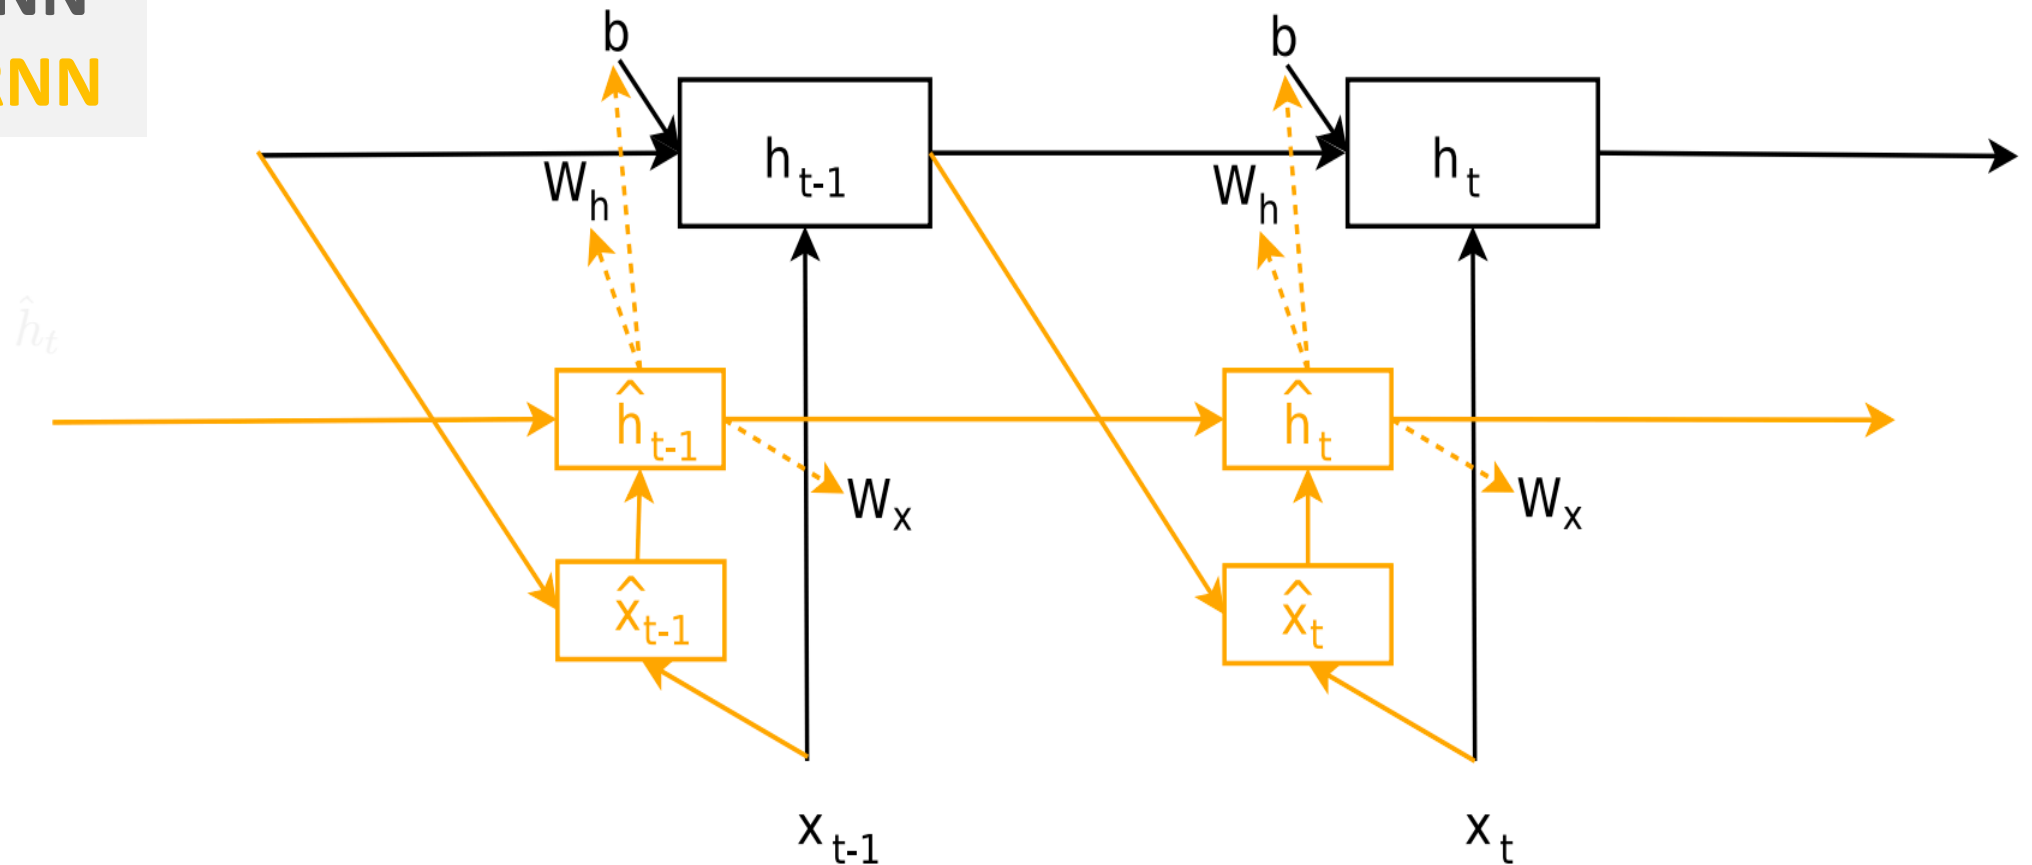 NN
RNN
b
b
h t-1
h t
W h
W h
ĥ t
ĥ t-1
ĥ t
W x
W x
x̂ t-1
x̂ t
x t-1
x t